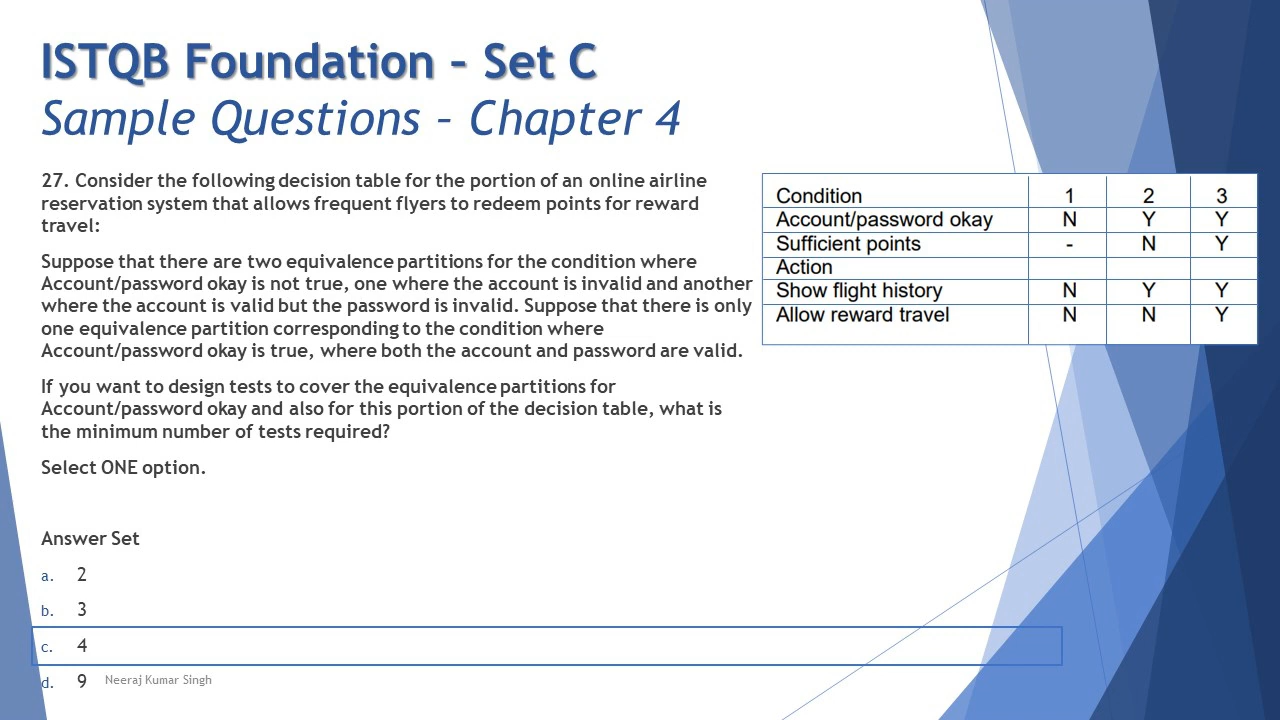 ISTQB Foundation – Set C
Sample Questions – Chapter 4
27. Consider the following decision table for the portion of an online airline
reservation system that allows frequent flyers to redeem points for reward
travel:
Suppose that there are two equivalence partitions for the condition where
Account/password okay is not true, one where the account is invalid and another
where the account is valid but the password is invalid. Suppose that there is only
one equivalence partition corresponding to the condition where
Account/password okay is true, where both the account and password are valid.
If you want to design tests to cover the equivalence partitions for
Account/password okay and also for this portion of the decision table, what is
the minimum number of tests required?
Select ONE option.
Answer Set
a. 2
b. 3
c. 4
d. 9
Neeraj Kumar Singh
Condition 1 2 3
Account/password okay N Y Y
Sufficient points - N Y
Action
Show flight history N Y Y
Allow reward travel N N Y